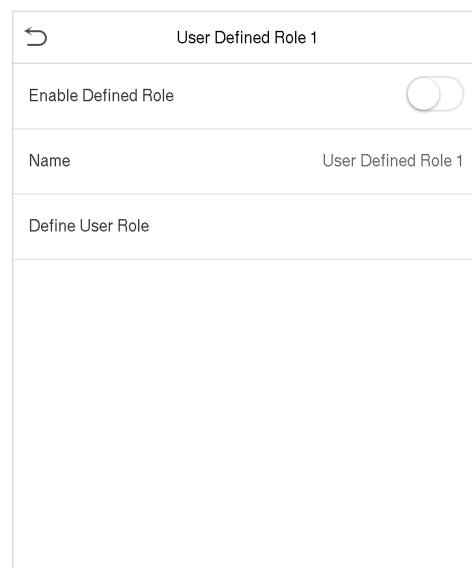 User Defined Role 1
Enable Defined Role
Name User Defined Role 1
Define User Role